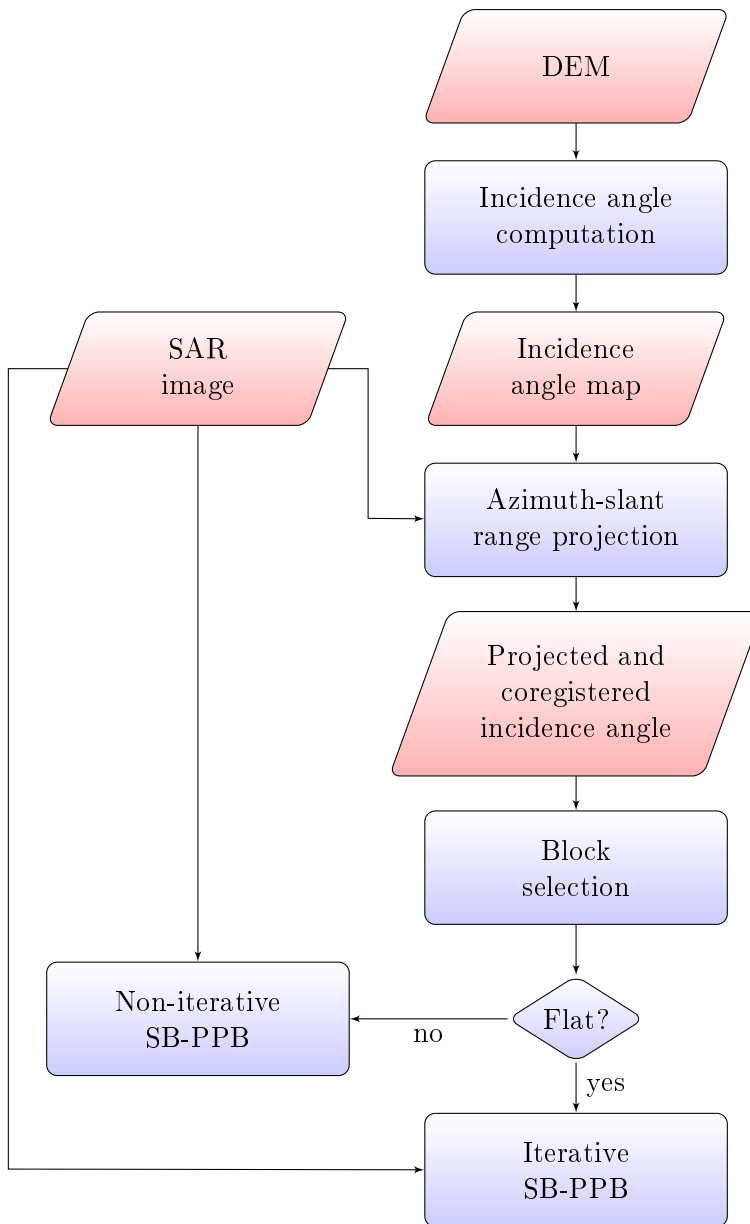 DEM
Incidence angle
computation
SAR
image
Incidence
angle map
Azimuth-slant
range projection
Projected and
coregistered
incidence angle
Block
selection
Non-iterative
SB-PPB
no
Flat?
yes
Iterative
SB-PPB